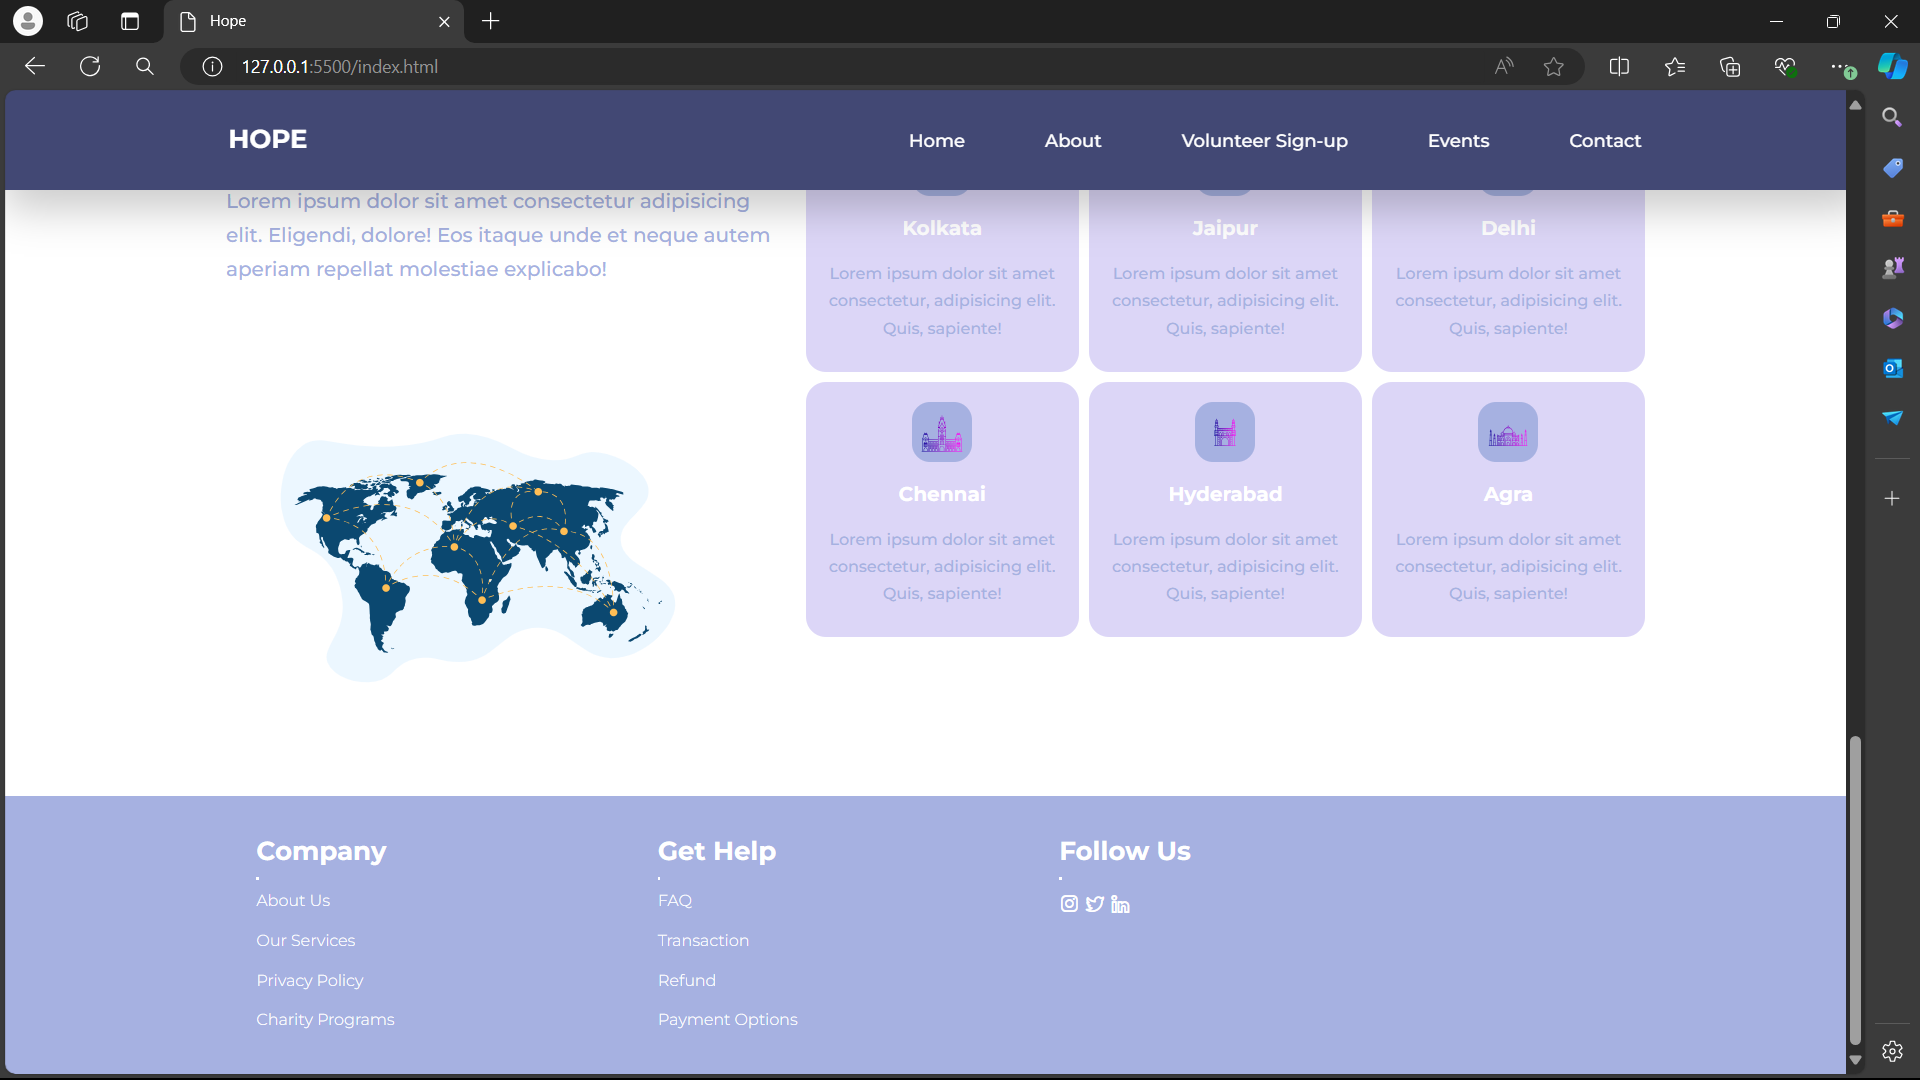 Hope
127.0.0.1:5500/index.html
HOPE
Home
About
Volunteer Sign-up
Events
Contact
Lorem ipsum dolor sit amet consectetur adipisicing
elit. Eligendi, dolore! Eos itaque unde et neque autem
aperiam repellat molestiae explicabo!
Kolkata
Lorem ipsum dolor sit amet
consectetur, adipisicing elit.
Quis, sapiente!
Jaipur
Lorem ipsum dolor sit amet
consectetur, adipisicing elit.
Quis, sapiente!
Delhi
Lorem ipsum dolor sit amet
consectetur, adipisicing elit.
Quis, sapiente!
Chennai
Lorem ipsum dolor sit amet
consectetur, adipisicing elit.
Quis, sapiente!
Hyderabad
Lorem ipsum dolor sit amet
consectetur, adipisicing elit.
Quis, sapiente!
Agra
Lorem ipsum dolor sit amet
consectetur, adipisicing elit.
Quis, sapiente!
Company
About Us
Our Services
Privacy Policy
Charity Programs
Get Help
FAQ
Transaction
Refund
Payment Options
Follow Us